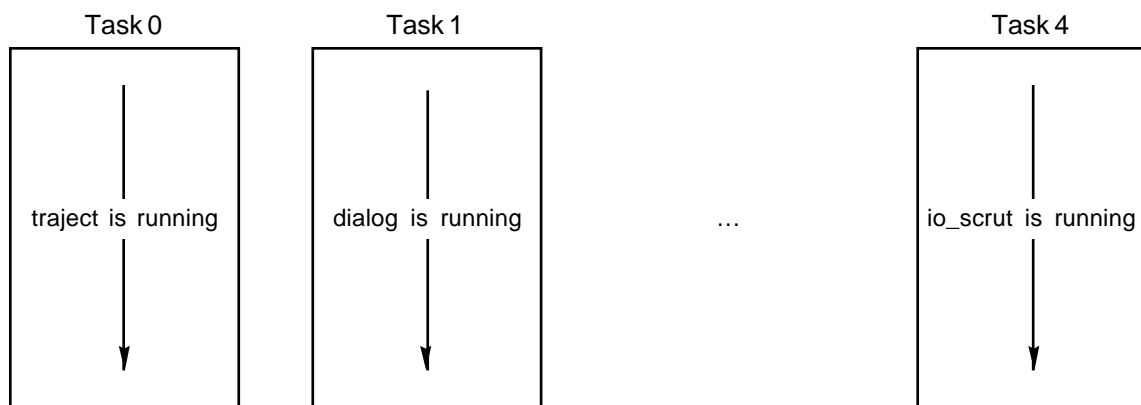 Task 0
Task 1
Task 4
traject is running
dialog is running
...
io_scrut is running